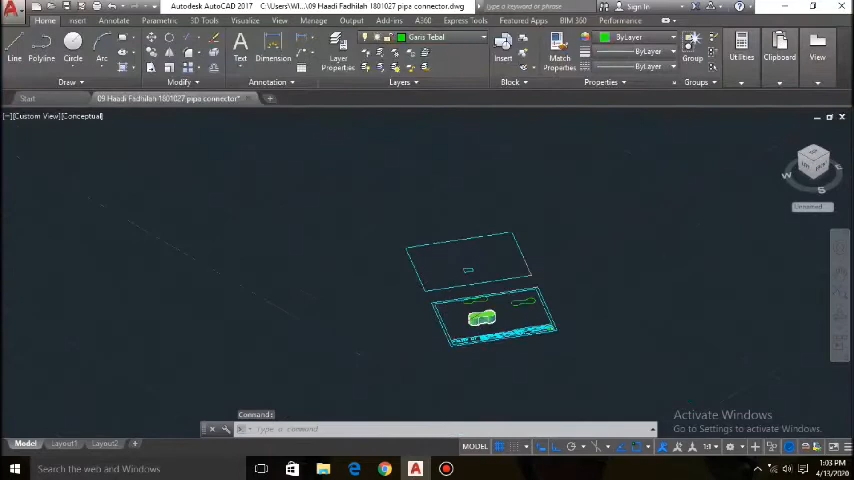 Autodesk AutoCAD 2017 C:\Users\WI...\09 Haadi Fadhilah 1801027 pipa connector.dwg
Type a keyword or phrase
Sign In
Home Insert Annotate Parametric 3D Tools Visualize View Manage Output Add-ins A360 Express Tools Featured Apps BIM 360 Performance
Line Polyline Circle Arc
Text Dimension
Layer Properties
Garis Tebal
Insert
Match Properties
ByLayer
ByLayer
ByLayer
Group
Utilities Clipboard View
Draw Modify Annotation Layers Block Properties Groups
Start 09 Haadi Fadhilah 1801027 pipa connector*
[−][Custom View][Conceptual]
W S
Unnamed
Command:
Type a command
Activate Windows
Go to Settings to activate Windows.
Model Layout1 Layout2 +
MODEL 1:1
Search the web and Windows
1:03 PM
4/13/2020